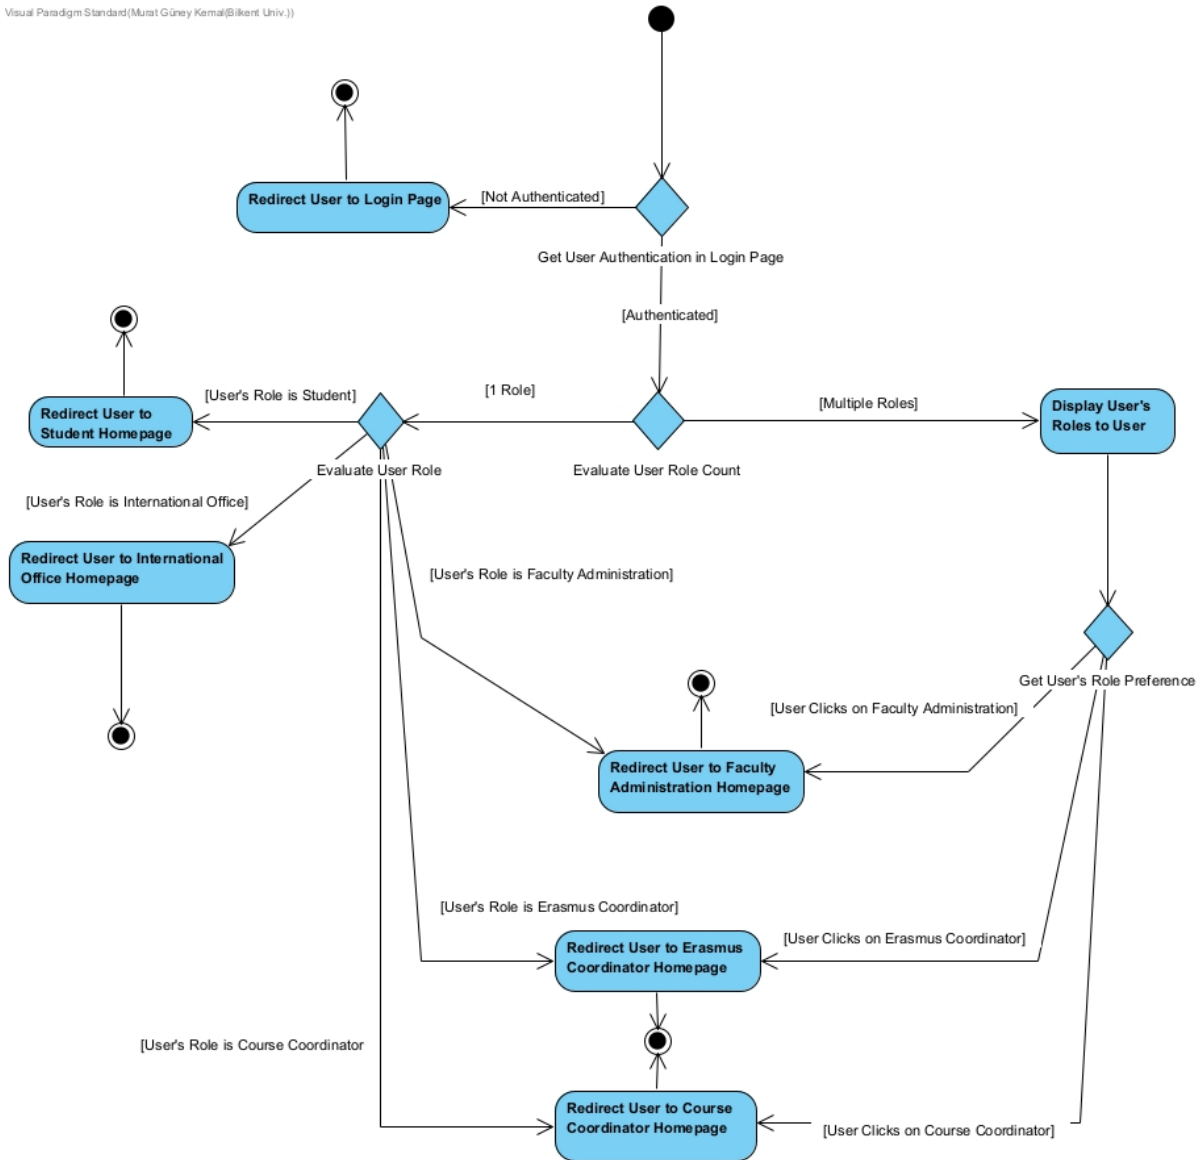 Visual Paradigm Standard(Murat Güney Kemal(Bilkent Univ.))
Redirect User to Login Page
[Not Authenticated]
Get User Authentication in Login Page
[Authenticated]
[User's Role is Student]
[1 Role]
[Multiple Roles]
Redirect User to
Student Homepage
Display User's
Roles to User
Evaluate User Role
Evaluate User Role Count
[User's Role is International Office]
Redirect User to International
Office Homepage
[User's Role is Faculty Administration]
Get User's Role Preference
[User Clicks on Faculty Administration]
Redirect User to Faculty
Administration Homepage
[User's Role is Erasmus Coordinator]
[User Clicks on Erasmus Coordinator]
Redirect User to Erasmus
Coordinator Homepage
[User's Role is Course Coordinator
Redirect User to Course
Coordinator Homepage
[User Clicks on Course Coordinator]